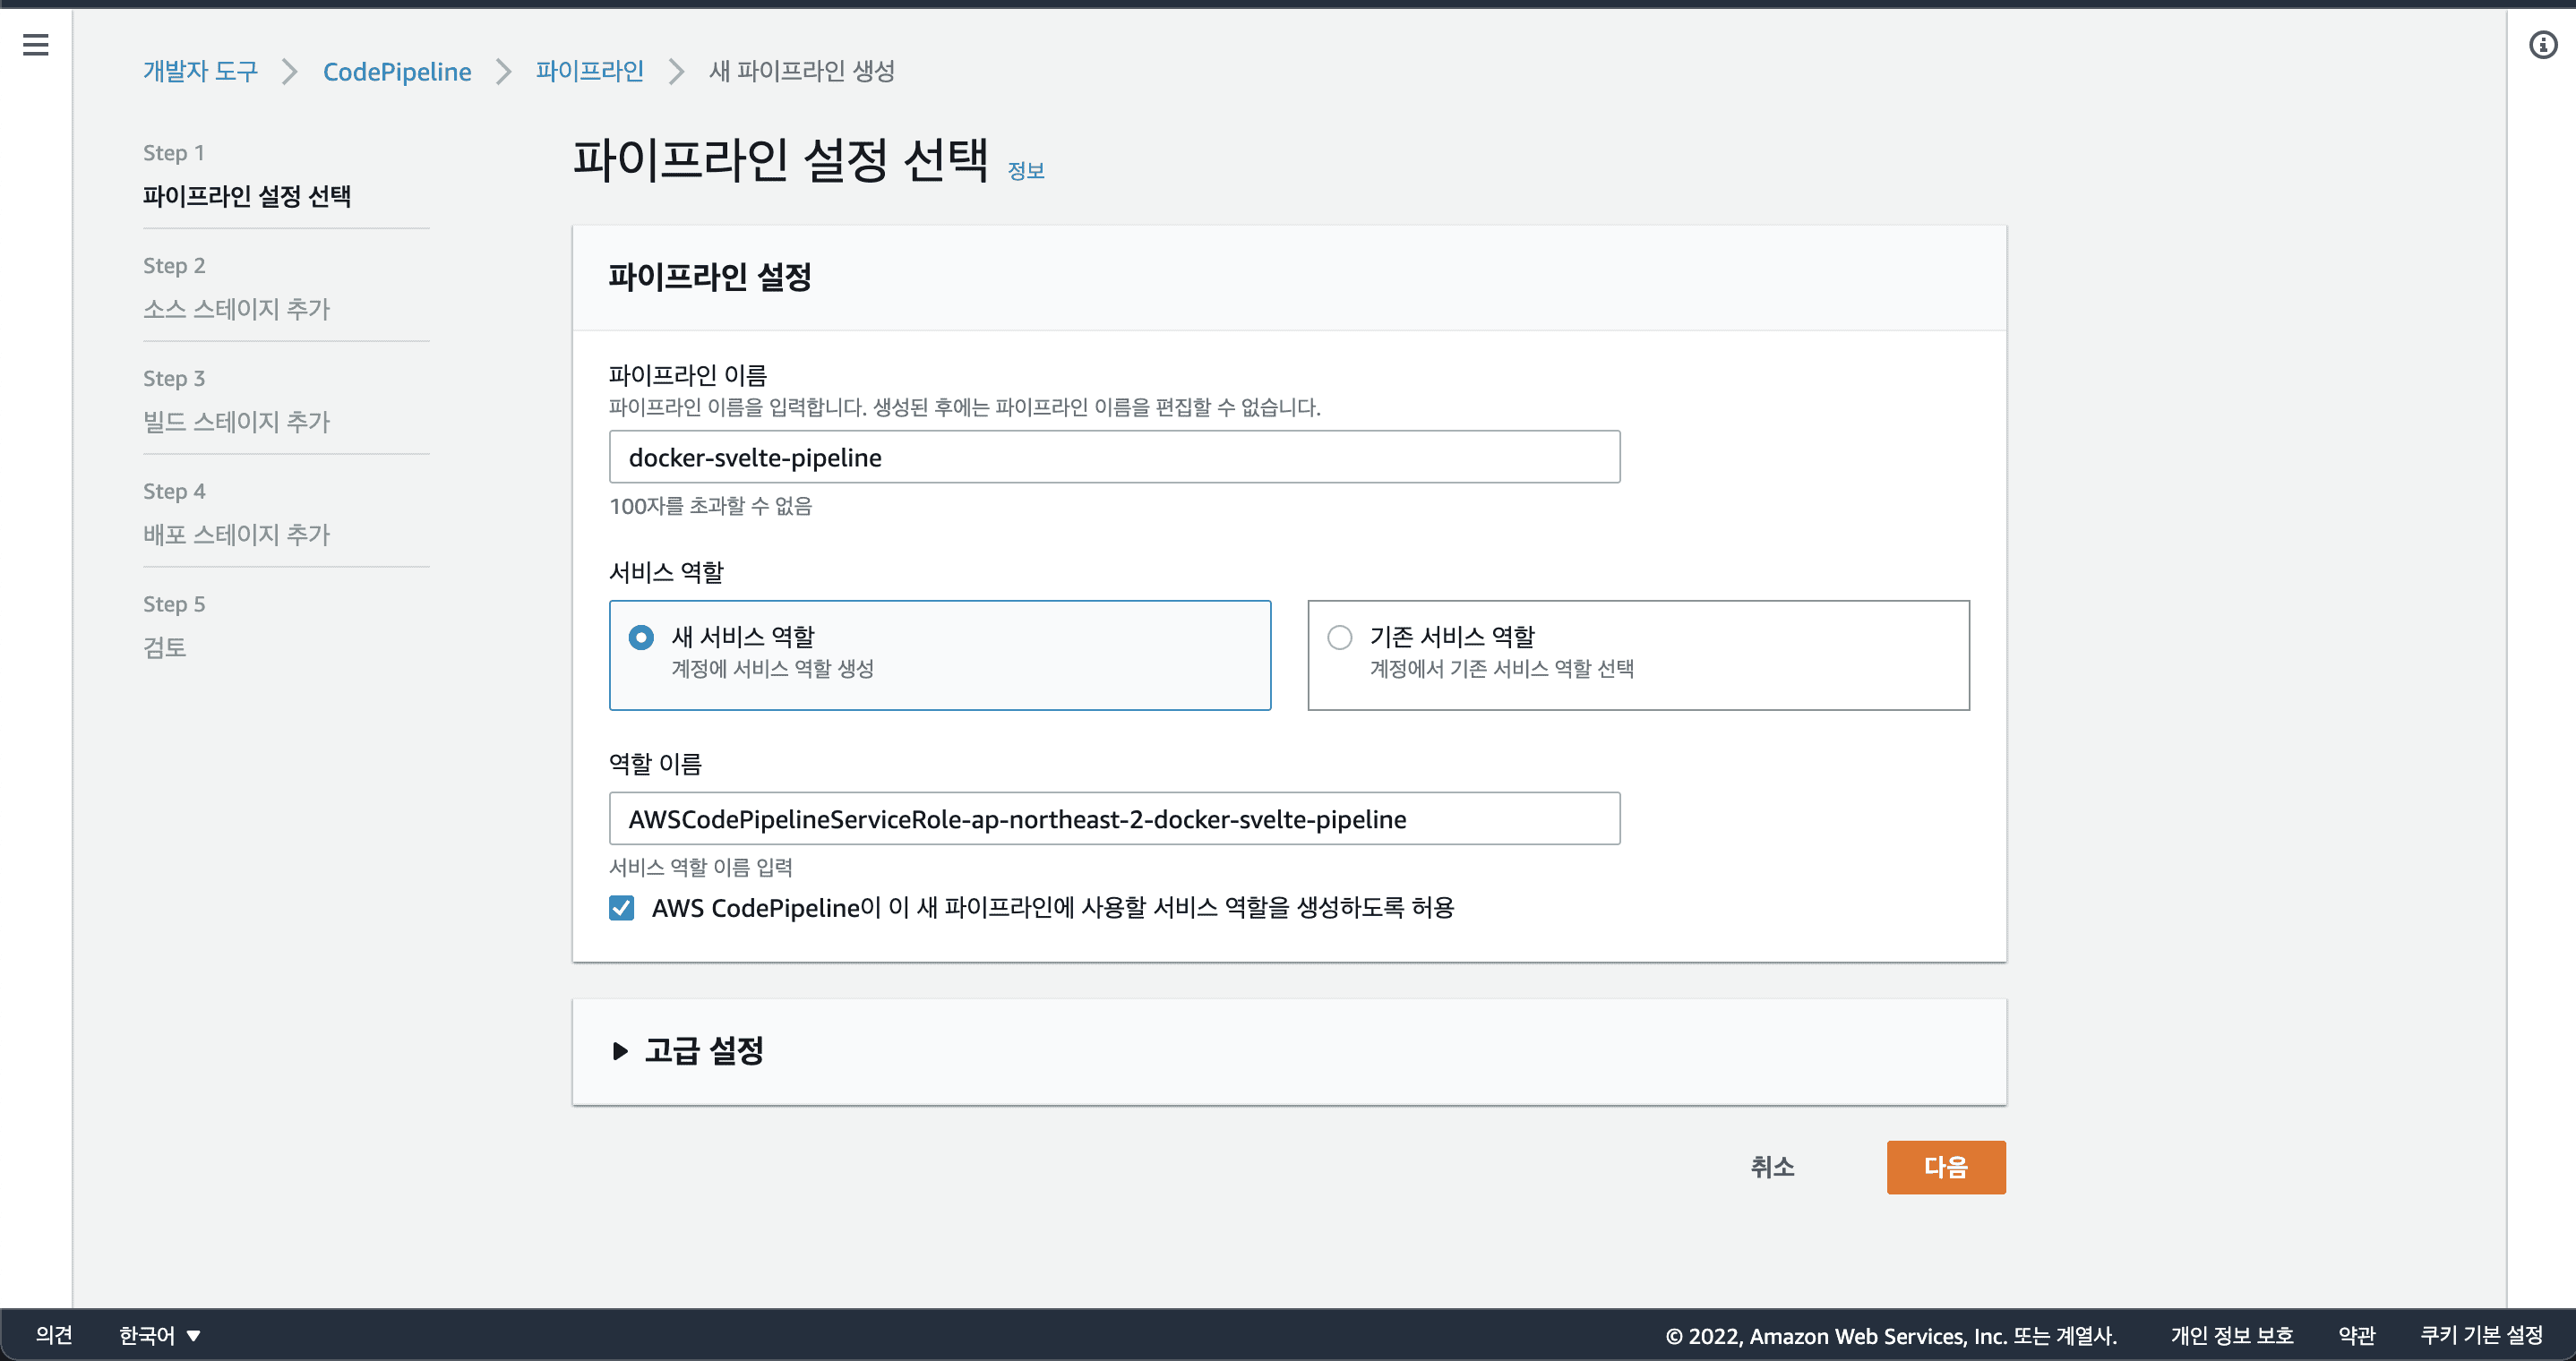 개발자 도구 > CodePipeline > 파이프라인 > 새 파이프라인 생성
Step 1
파이프라인 설정 선택
Step 2
소스 스테이지 추가
Step 3
빌드 스테이지 추가
Step 4
배포 스테이지 추가
Step 5
검토
파이프라인 설정 선택 정보
파이프라인 설정
파이프라인 이름
파이프라인 이름을 입력합니다. 생성된 후에는 파이프라인 이름을 편집할 수 없습니다.
docker-svelte-pipeline
100자를 초과할 수 없음
서비스 역할
새 서비스 역할
계정에 서비스 역할 생성
기존 서비스 역할
계정에서 기존 서비스 역할 선택
역할 이름
AWSCodePipelineServiceRole-ap-northeast-2-docker-svelte-pipeline
서비스 역할 이름 입력
AWS CodePipeline이 이 새 파이프라인에 사용할 서비스 역할을 생성하도록 허용
고급 설정
취소 다음
의견 한국어 © 2022, Amazon Web Services, Inc. 또는 계열사. 개인 정보 보호 약관 쿠키 기본 설정